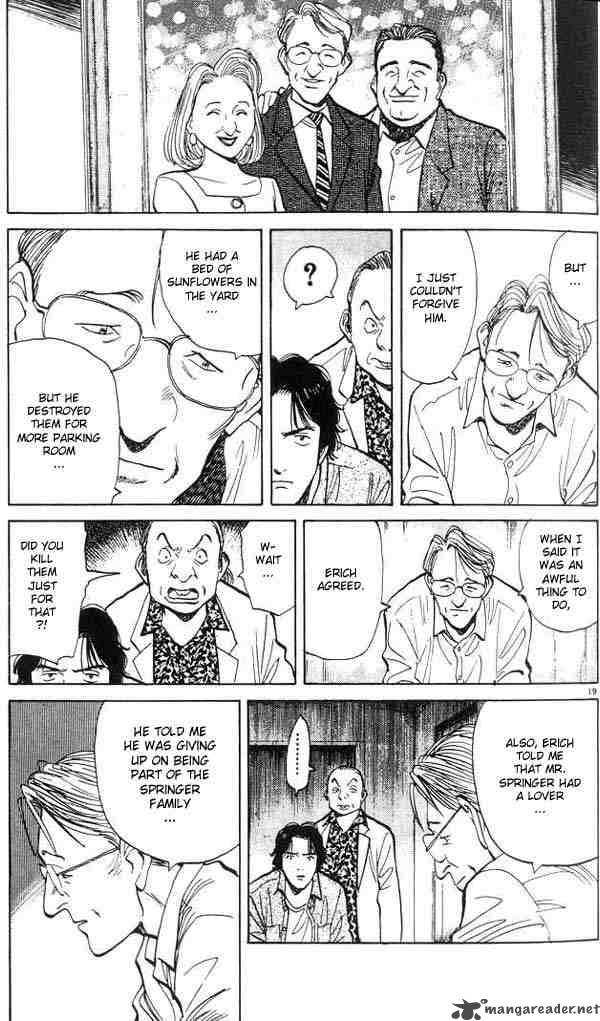 BUT
...
I JUST
COULDN'T
FORGIVE
HIM.
?
HE HAD A
BED OF
SUNFLOWERS IN
THE YARD
...
BUT HE
DESTROYED
THEM FOR
MORE PARKING
ROOM
...
WHEN I
SAID IT
WAS AN
AWFUL
THING TO
DO,
ERICH
AGREED.
W-
WAIT
...
DID YOU
KILL
THEM
JUST
FOR
THAT
?!
19
ALSO, ERICH
TOLD ME
THAT MR.
SPRINGER HAD
A LOVER
...
......
HE TOLD ME
HE WAS GIVING
UP ON BEING
PART OF THE
SPRINGER
FAMILY
...
mangareader.net